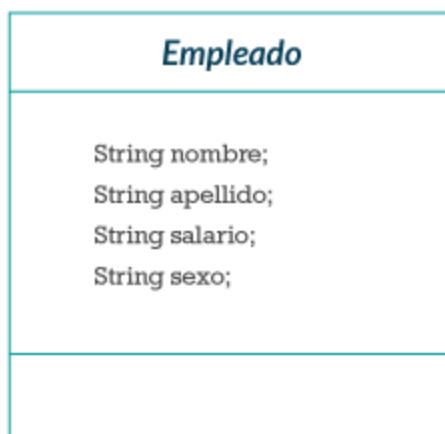 Empleado
String nombre;
String apellido;
String salario;
String sexo;